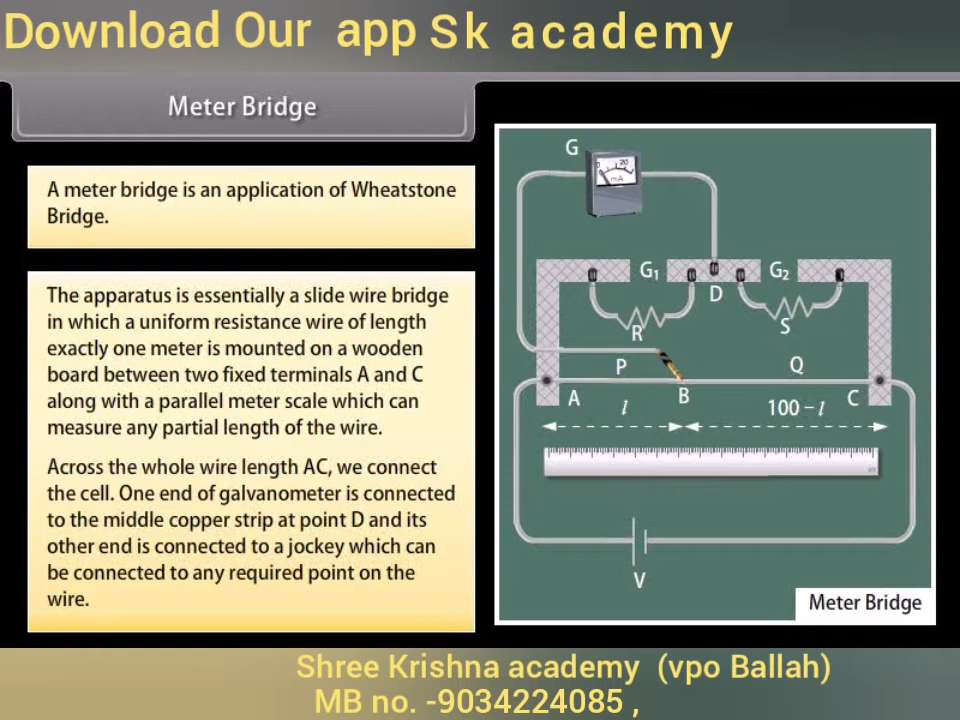 Download Our app Sk academy
Meter Bridge
A meter bridge is an application of Wheatstone
Bridge.
The apparatus is essentially a slide wire bridge
in which a uniform resistance wire of length
exactly one meter is mounted on a wooden
board between two fixed terminals A and C
along with a parallel meter scale which can
measure any partial length of the wire.
Across the whole wire length AC, we connect
the cell. One end of galvanometer is connected
to the middle copper strip at point D and its
other end is connected to a jockey which can
be connected to any required point on the
wire.
G
0 20
mA
G₁ G₂
D
R S
P Q
A B C
l 100 – l
V
Meter Bridge
Shree Krishna academy (vpo Ballah)
MB no. -9034224085 ,